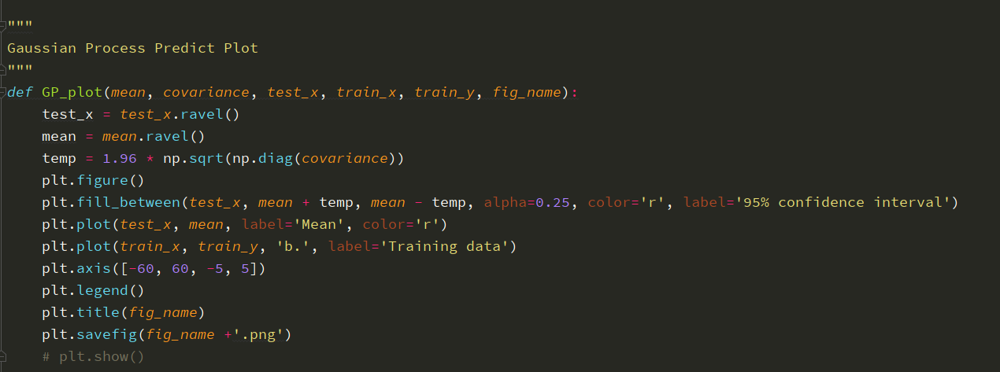 """
Gaussian Process Predict Plot
"""
def GP_plot(mean, covariance, test_x, train_x, train_y, fig_name):
    test_x = test_x.ravel()
    mean = mean.ravel()
    temp = 1.96 * np.sqrt(np.diag(covariance))
    plt.figure()
    plt.fill_between(test_x, mean + temp, mean - temp, alpha=0.25, color='r', label='95% confidence interval')
    plt.plot(test_x, mean, label='Mean', color='r')
    plt.plot(train_x, train_y, 'b.', label='Training data')
    plt.axis([-60, 60, -5, 5])
    plt.legend()
    plt.title(fig_name)
    plt.savefig(fig_name +'.png')
    # plt.show()